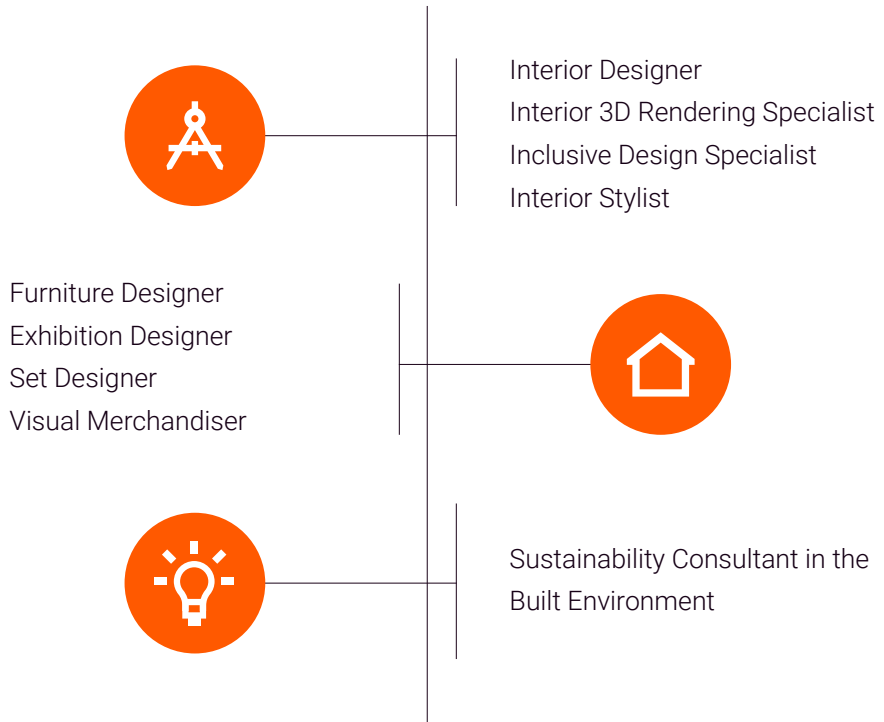 Interior Designer
Interior 3D Rendering Specialist
Inclusive Design Specialist
Interior Stylist
Furniture Designer
Exhibition Designer
Set Designer
Visual Merchandiser
Sustainability Consultant in the
Built Environment